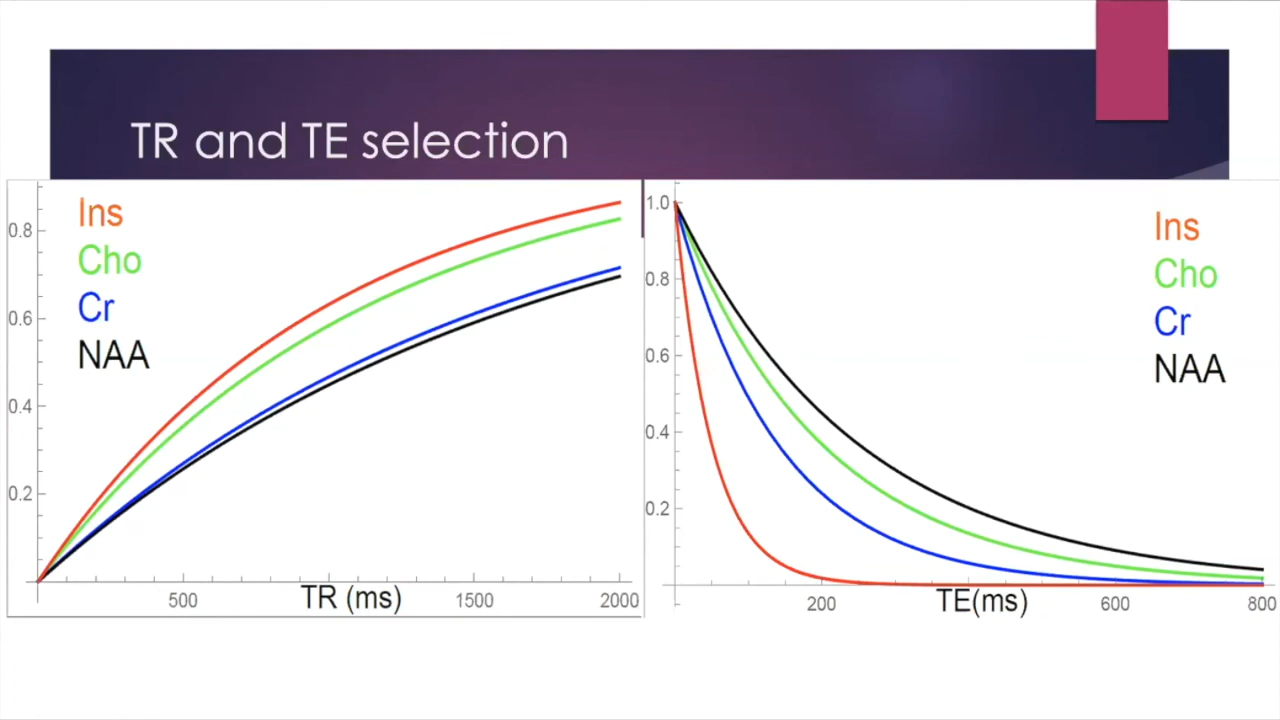 TR and TE selection
Ins
Cho
Cr
NAA
0.8
0.6
0.4
0.2
500
TR (ms)
1500
2000
Ins
Cho
Cr
NAA
1.0
0.8
0.6
0.4
0.2
200
TE(ms)
600
800